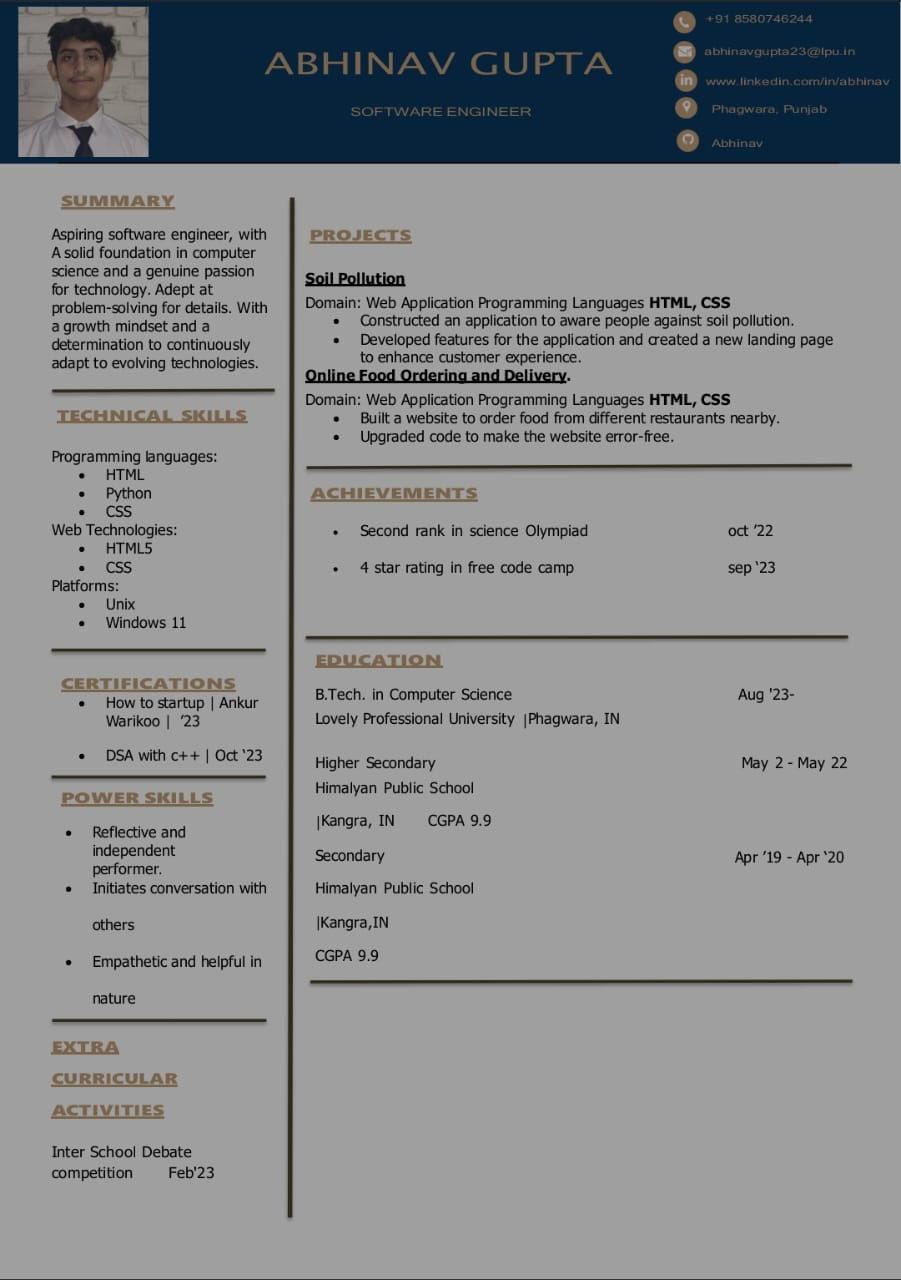 ABHINAV GUPTA
SOFTWARE ENGINEER
+91 8580746244
abhinavgupta23@lpu.in
www.linkedin.com/in/abhinav
Phagwara, Punjab
Abhinav
SUMMARY
Aspiring software engineer, with
A solid foundation in computer
science and a genuine passion
for technology. Adept at
problem-solving for details. With
a growth mindset and a
determination to continuously
adapt to evolving technologies.
TECHNICAL SKILLS
Programming languages:
• HTML
• Python
• CSS
Web Technologies:
• HTML5
• CSS
Platforms:
• Unix
• Windows 11
CERTIFICATIONS
• How to startup | Ankur
Warikoo | ’23
• DSA with c++ | Oct ‘23
POWER SKILLS
• Reflective and
independent
performer.
• Initiates conversation with
others
• Empathetic and helpful in
nature
EXTRA
CURRICULAR
ACTIVITIES
Inter School Debate
competition Feb'23
PROJECTS
Soil Pollution
Domain: Web Application Programming Languages HTML, CSS
• Constructed an application to aware people against soil pollution.
• Developed features for the application and created a new landing page
to enhance customer experience.
Online Food Ordering and Delivery.
Domain: Web Application Programming Languages HTML, CSS
• Built a website to order food from different restaurants nearby.
• Upgraded code to make the website error-free.
ACHIEVEMENTS
• Second rank in science Olympiad oct ’22
• 4 star rating in free code camp sep ‘23
EDUCATION
B.Tech. in Computer Science Aug '23-
Lovely Professional University |Phagwara, IN
Higher Secondary May 2 - May 22
Himalyan Public School
|Kangra, IN CGPA 9.9
Secondary Apr ’19 - Apr ‘20
Himalyan Public School
|Kangra,IN
CGPA 9.9